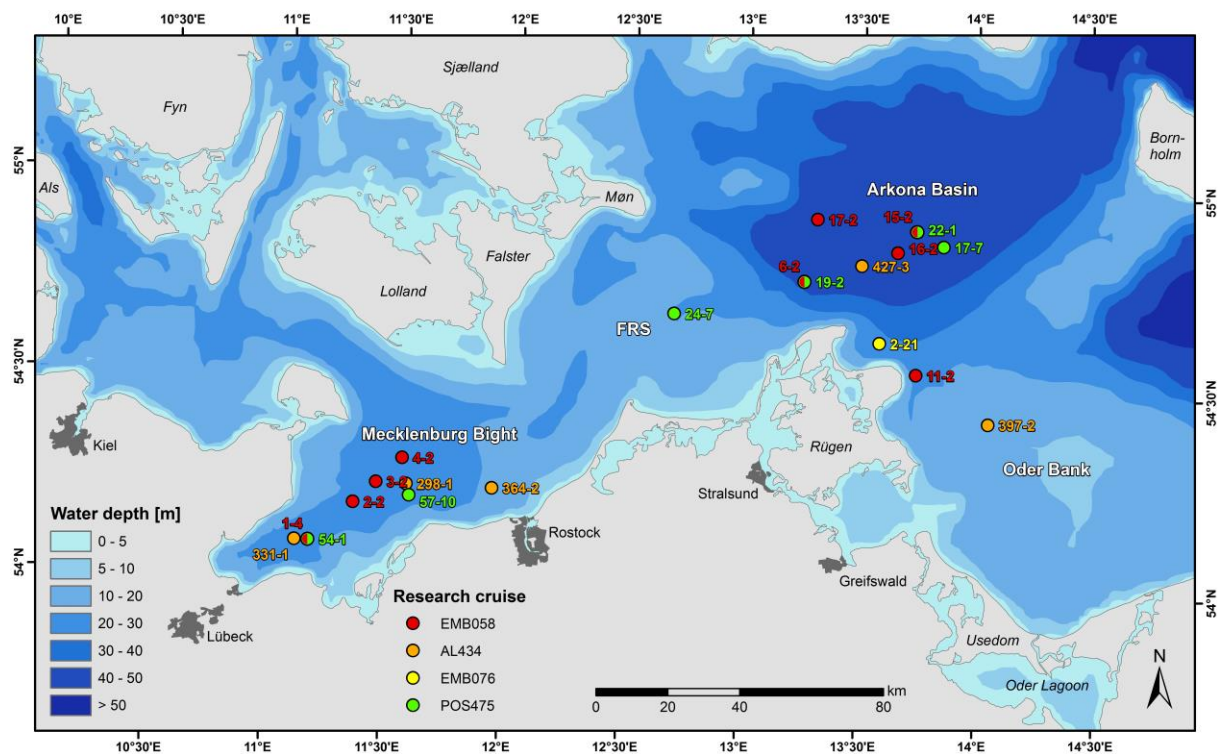 10°E 10°30'E 11°E 11°30'E 12°E 12°30'E 13°E 13°30'E 14°E 14°30'E
Sjælland
Fyn
Born-
holm
55°N
Als
Møn
Arkona Basin
55°N
17-2
15-2
22-1
16-2
17-7
Falster
6-2
427-3
19-2
Lolland
24-7
FRS
2-21
54°30'N
11-2
54°30'N
Mecklenburg Bight
397-2
Kiel
Rügen
4-2
Oder Bank
3-2
298-1
364-2
Stralsund
57-10
2-2
Water depth [m]
1-4
0 - 5
54-1
Rostock
331-1
54°N
5 - 10
Greifswald
10 - 20
Research cruise
54°N
20 - 30
Lübeck
EMB058
Usedom
30 - 40
AL434
N
40 - 50
EMB076
km
Oder Lagoon
> 50
POS475
0 20 40 60 80
10°30'E 11°E 11°30'E 12°E 12°30'E 13°E 13°30'E 14°E